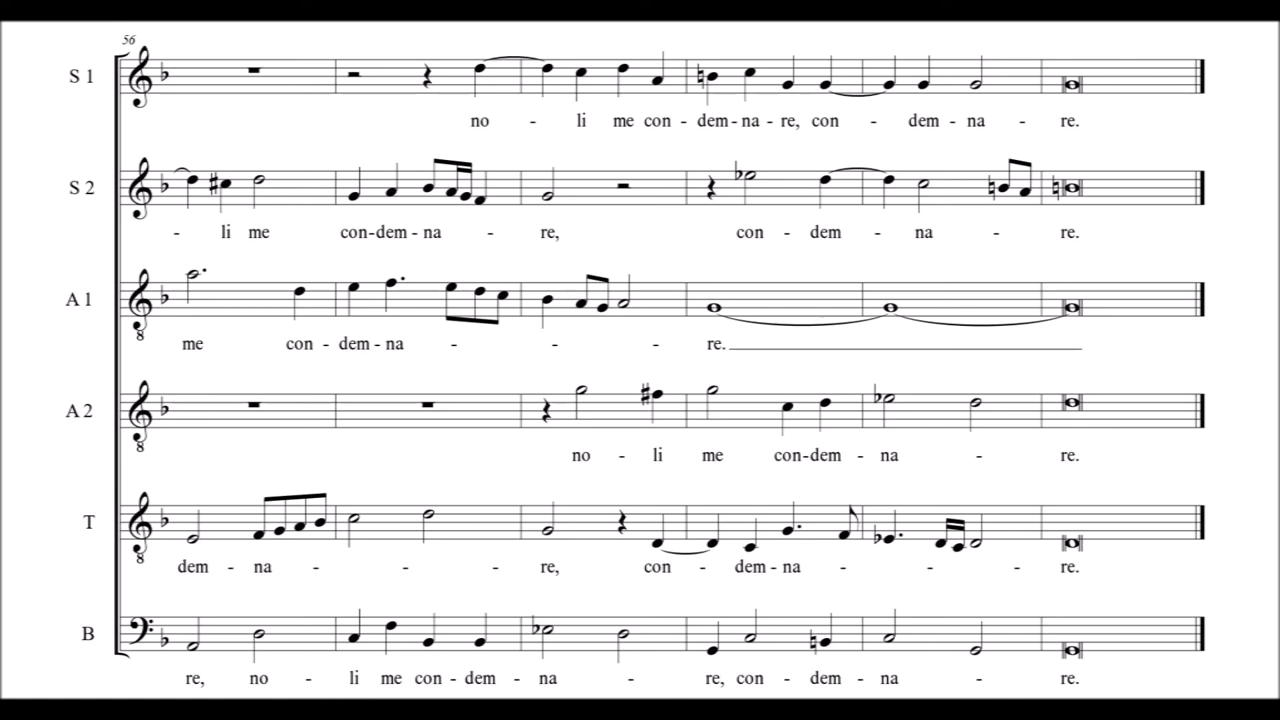 56
S 1
no - li me con - dem - na - re, con - dem - na - re.
S 2
- li me con - dem - na - re, con - dem - na - re.
A 1
me con - dem - na - - - re.
8
A 2
no - li me con - dem - na - re.
8
T
dem - na - - - re, con - dem - na - - - re.
8
B
re, no - li me con - dem - na - re, con - dem - na - re.